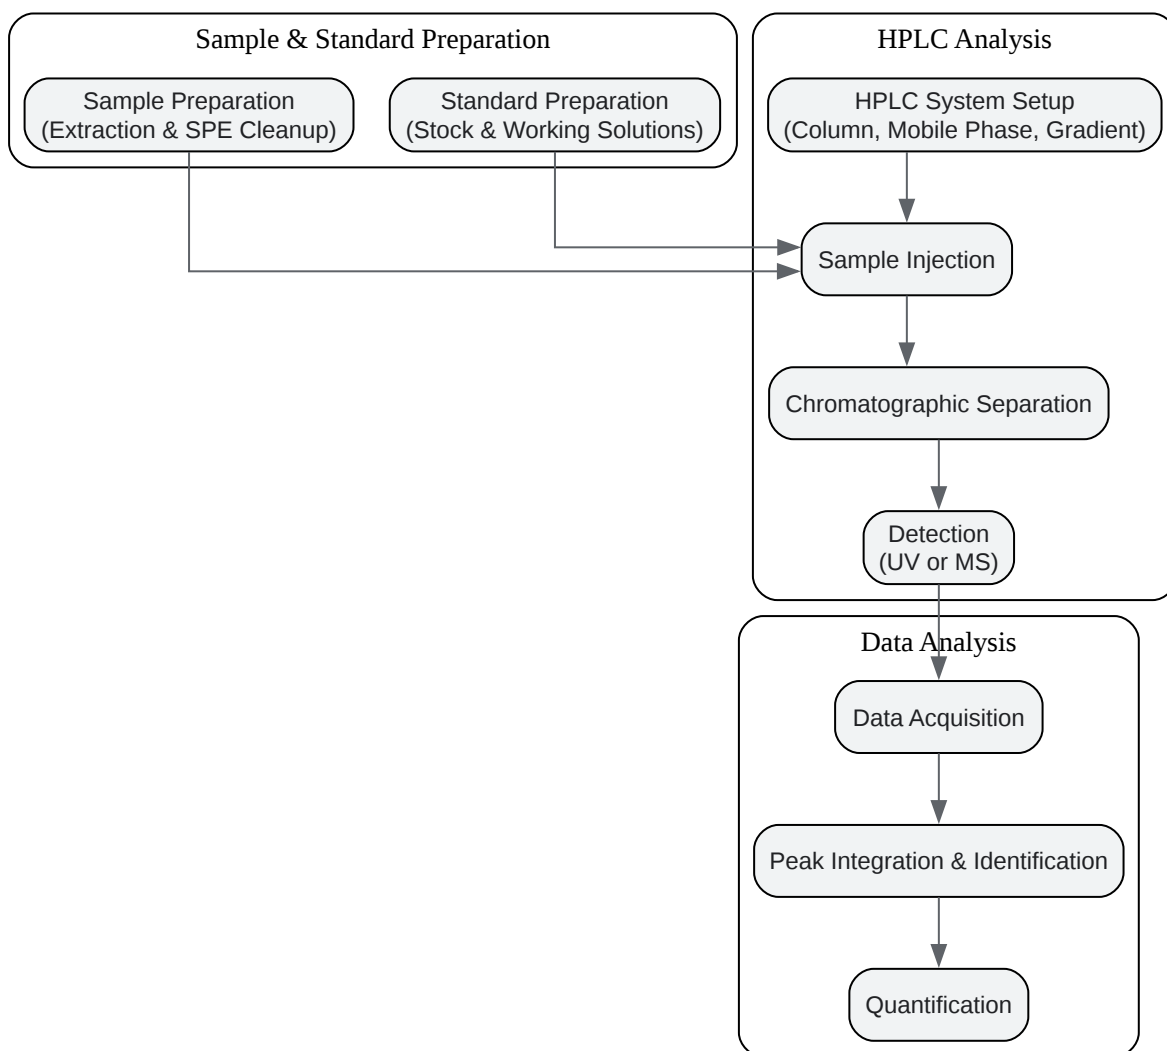 Sample & Standard Preparation
Sample Preparation
(Extraction & SPE Cleanup)
Standard Preparation
(Stock & Working Solutions)
HPLC Analysis
HPLC System Setup
(Column, Mobile Phase, Gradient)
Sample Injection
Chromatographic Separation
Detection
(UV or MS)
Data Analysis
Data Acquisition
Peak Integration & Identification
Quantification